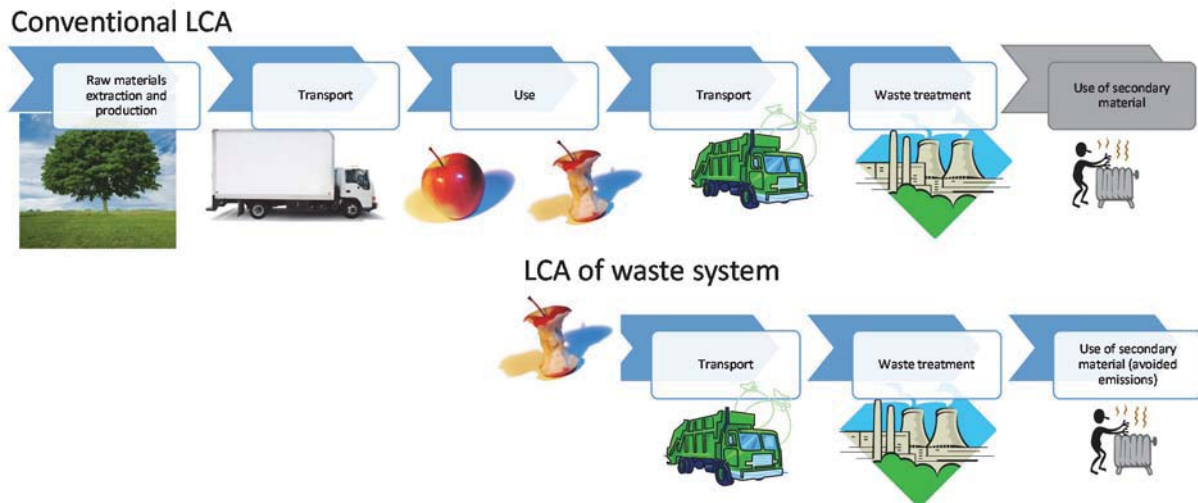 Conventional LCA
Raw materials
extraction and
production
Transport
Use
Transport
Waste treatment
Use of secondary
material
LCA of waste system
Transport
Waste treatment
Use of secondary
material (avoided
emissions)